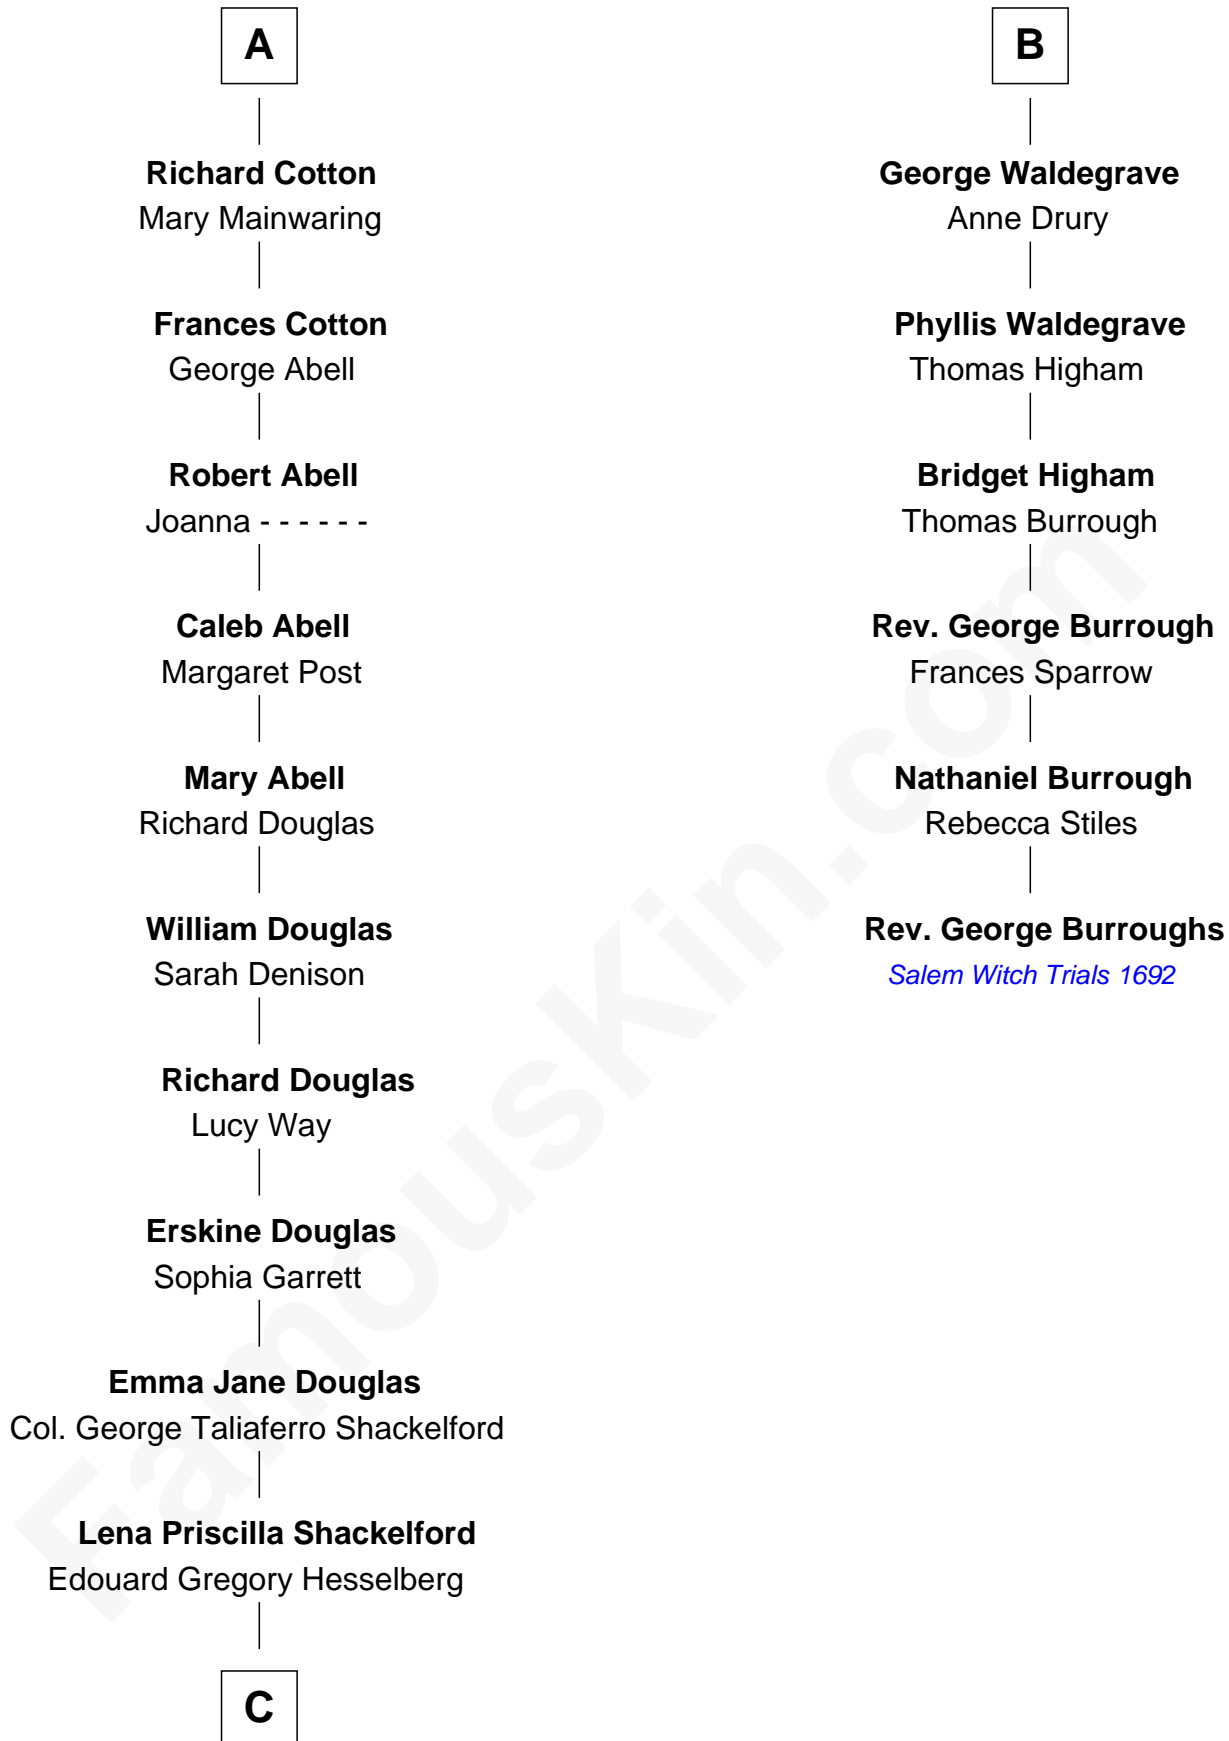 A
Richard Cotton
Mary Mainwaring
Frances Cotton
George Abell
Robert Abell
Joanna - - - - - -
Caleb Abell
Margaret Post
Mary Abell
Richard Douglas
William Douglas
Sarah Denison
Richard Douglas
Lucy Way
Erskine Douglas
Sophia Garrett
Emma Jane Douglas
Col. George Taliaferro Shackelford
Lena Priscilla Shackelford
Edouard Gregory Hesselberg
C
B
George Waldegrave
Anne Drury
Phyllis Waldegrave
Thomas Higham
Bridget Higham
Thomas Burrough
Rev. George Burrough
Frances Sparrow
Nathaniel Burrough
Rebecca Stiles
Rev. George Burroughs
Salem Witch Trials 1692
FamousKin.com